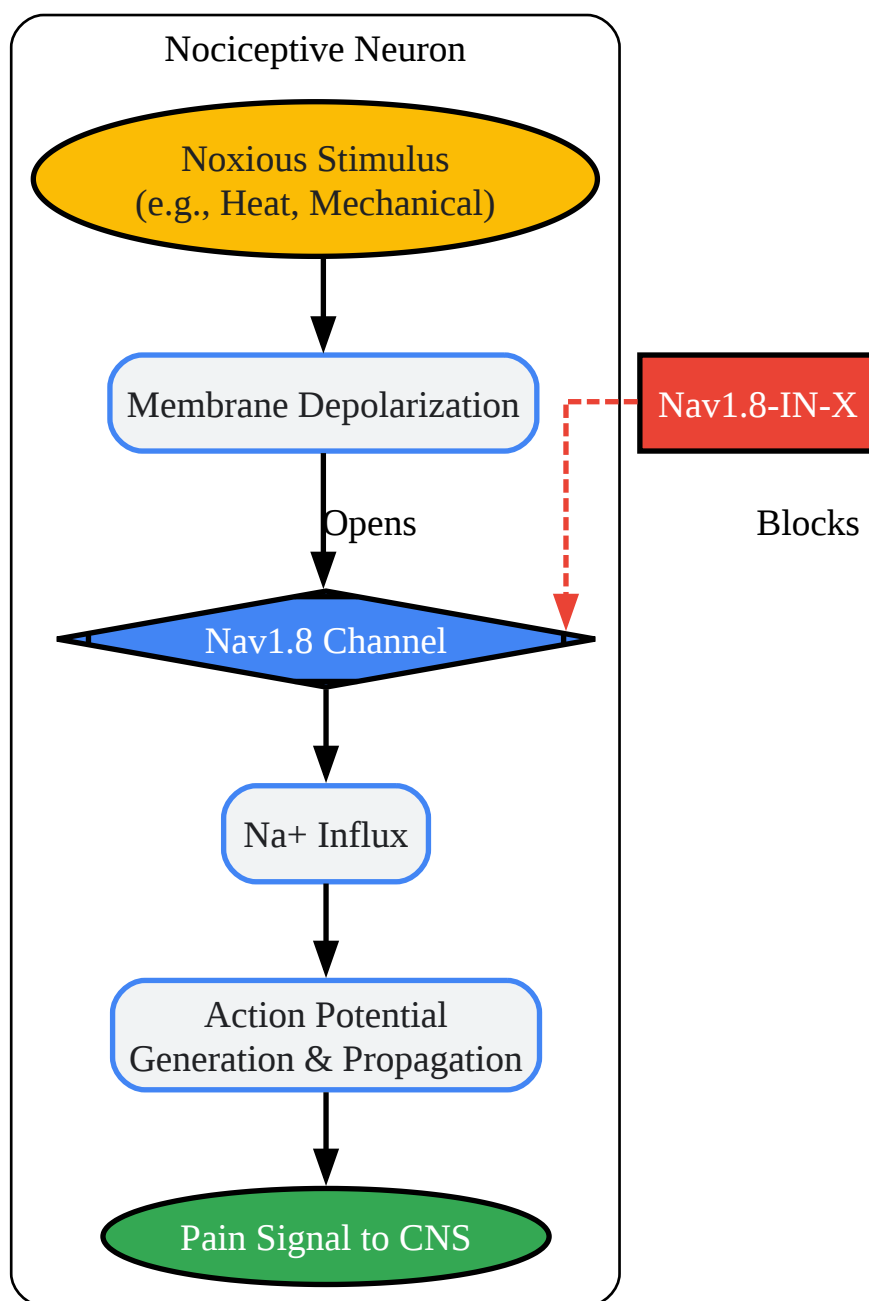 Nociceptive Neuron
Noxious Stimulus
(e.g., Heat, Mechanical)
Membrane Depolarization
Nav1.8-IN-X
Opens
Blocks
Nav1.8 Channel
Na+ Influx
Action Potential
Generation & Propagation
Pain Signal to CNS